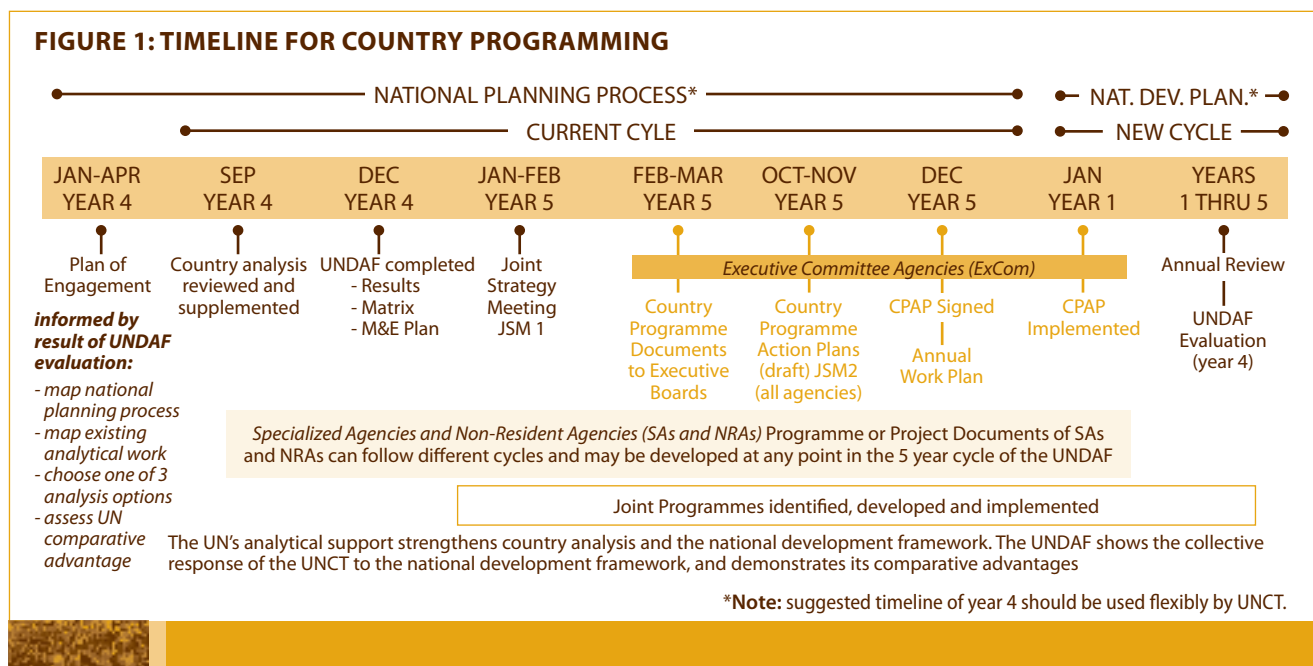 FIGURE 1: TIMELINE FOR COUNTRY PROGRAMMING
NATIONAL PLANNING PROCESS*
NAT. DEV. PLAN.*
CURRENT CYLE
NEW CYCLE
JAN-APR
YEAR 4
SEP
YEAR 4
DEC
YEAR 4
JAN-FEB
YEAR 5
FEB-MAR
YEAR 5
OCT-NOV
YEAR 5
DEC
YEAR 5
JAN
YEAR 1
YEARS
1 THRU 5
Plan of
Engagement
informed by
result of UNDAF
evaluation:
- map national
planning process
- map existing
analytical work
- choose one of 3
analysis options
- assess UN
comparative
advantage
Country analysis
reviewed and
supplemented
UNDAF completed
- Results
- Matrix
- M&E Plan
Joint
Strategy
Meeting
JSM 1
Executive Committee Agencies (ExCom)
Country
Programme
Documents
to Executive
Boards
Country
Programme
Action Plans
(draft) JSM2
(all agencies)
CPAP Signed
Annual
Work Plan
CPAP
Implemented
Annual Review
UNDAF
Evaluation
(year 4)
Specialized Agencies and Non-Resident Agencies (SAs and NRAs) Programme or Project Documents of SAs
and NRAs can follow different cycles and may be developed at any point in the 5 year cycle of the UNDAF
Joint Programmes identified, developed and implemented
The UN's analytical support strengthens country analysis and the national development framework. The UNDAF shows the collective
response of the UNCT to the national development framework, and demonstrates its comparative advantages
*Note: suggested timeline of year 4 should be used flexibly by UNCT.